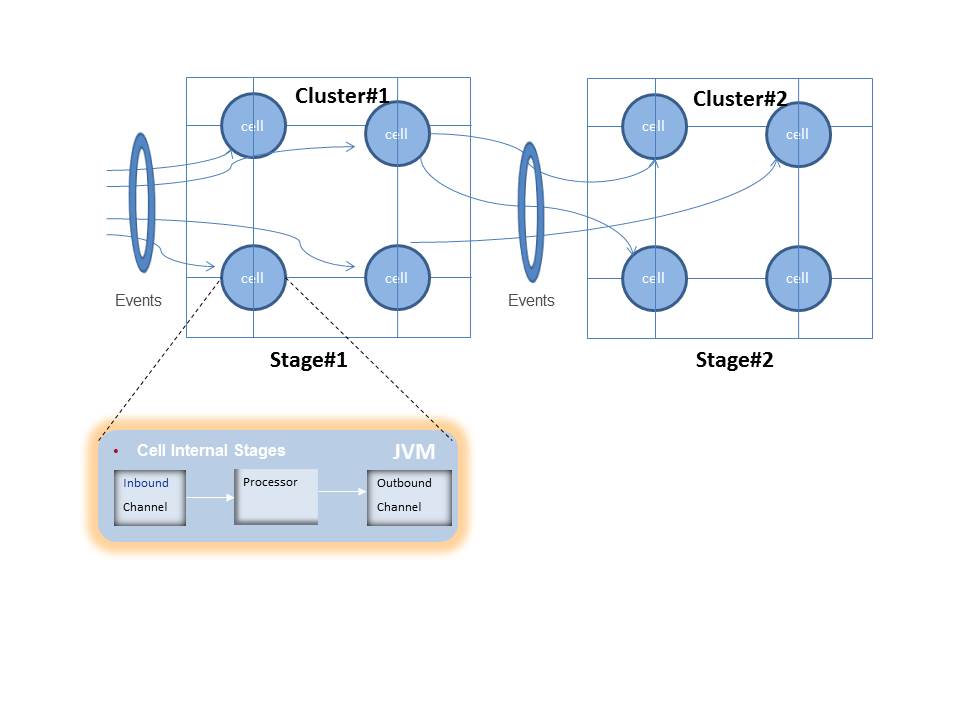 Cluster#1
Cluster#2
cell
cell
cell
cell
cell
cell
cell
cell
Events
Events
Stage#1
Stage#2
• Cell Internal Stages
JVM
Inbound
Channel
Processor
Outbound
Channel